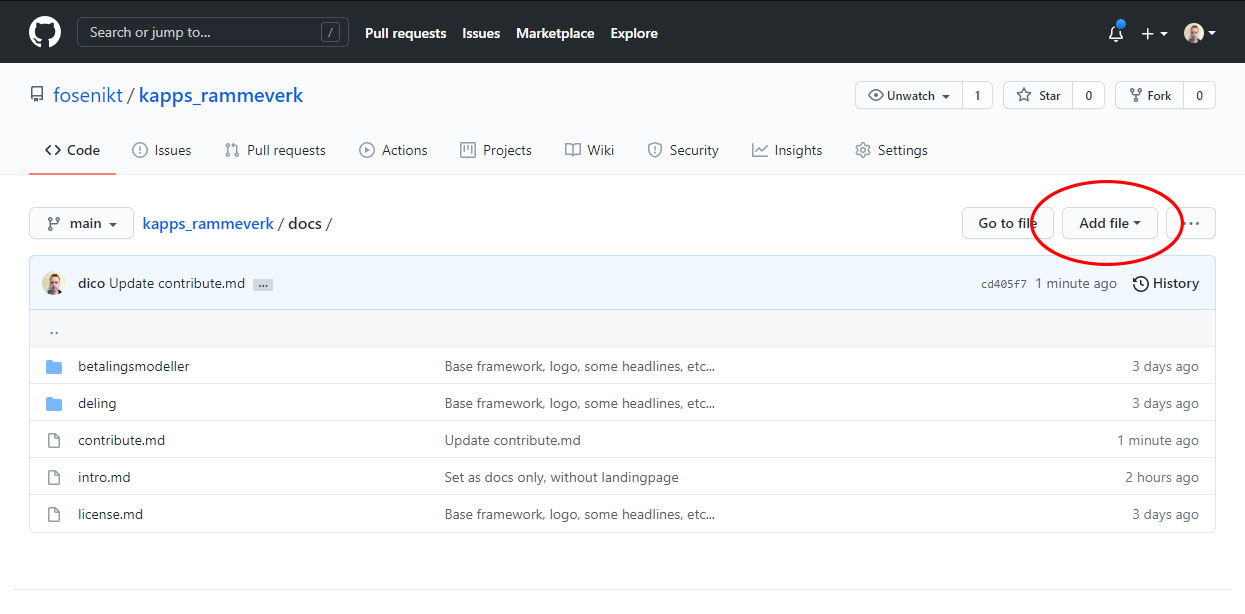 Search or jump to... / Pull requests Issues Marketplace Explore
fosenikt / kapps_rammeverk Unwatch 1 Star 0 Fork 0
Code Issues Pull requests Actions Projects Wiki Security Insights Settings
main kapps_rammeverk / docs / Go to file Add file ...
dico Update contribute.md ... cd405f7 1 minute ago History
..
betalingsmodeller Base framework, logo, some headlines, etc... 3 days ago
deling Base framework, logo, some headlines, etc... 3 days ago
contribute.md Update contribute.md 1 minute ago
intro.md Set as docs only, without landingpage 2 hours ago
license.md Base framework, logo, some headlines, etc... 3 days ago